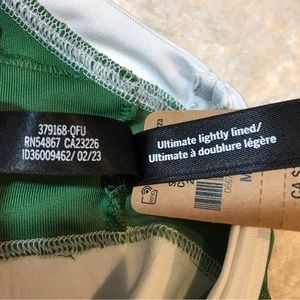 379168-QFU
RN54867 CA23226
ID36009462/ 02/23
Ultimate lightly lined/
Ultimate à doublure légère